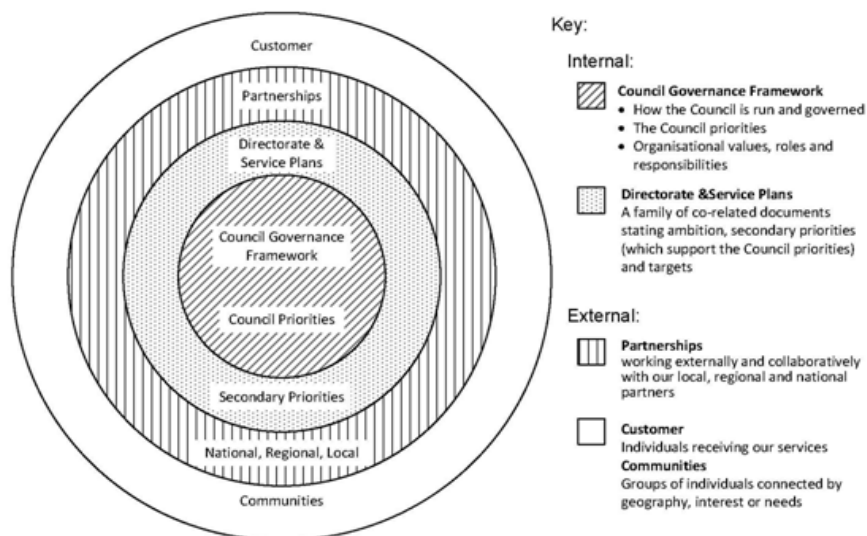 Customer
Partnerships
Directorate &
Service Plans
Council Governance
Framework
Council Priorities
Secondary Priorities
National, Regional, Local
Communities
Key:
Internal:
Council Governance Framework
• How the Council is run and governed
• The Council priorities
• Organisational values, roles and
responsibilities
Directorate &Service Plans
A family of co-related documents
stating ambition, secondary priorities
(which support the Council priorities)
and targets
External:
Partnerships
working externally and collaboratively
with our local, regional and national
partners
Customer
Individuals receiving our services
Communities
Groups of individuals connected by
geography, interest or needs